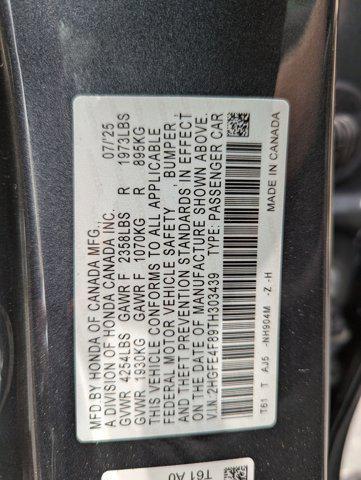 MFD BY HONDA OF CANADA MFG., 07/25
A DIVISION OF HONDA CANADA INC.
GVWR 4254LBS GAWR F 2358LBS R 1973LBS
GVWR 1930KG GAWR F 1070KG R 895KG
THIS VEHICLE CONFORMS TO ALL APPLICABLE
FEDERAL MOTOR VEHICLE SAFETY , BUMPER,
AND THEFT PREVENTION STANDARDS IN EFFECT
ON THE DATE OF MANUFACTURE SHOWN ABOVE.
V.I.N.:2HGFE4F89TH303439 TYPE: PASSENGER CAR
T61 T AJ5 -NH904M -Z -H MADE IN CANADA
T61 A0